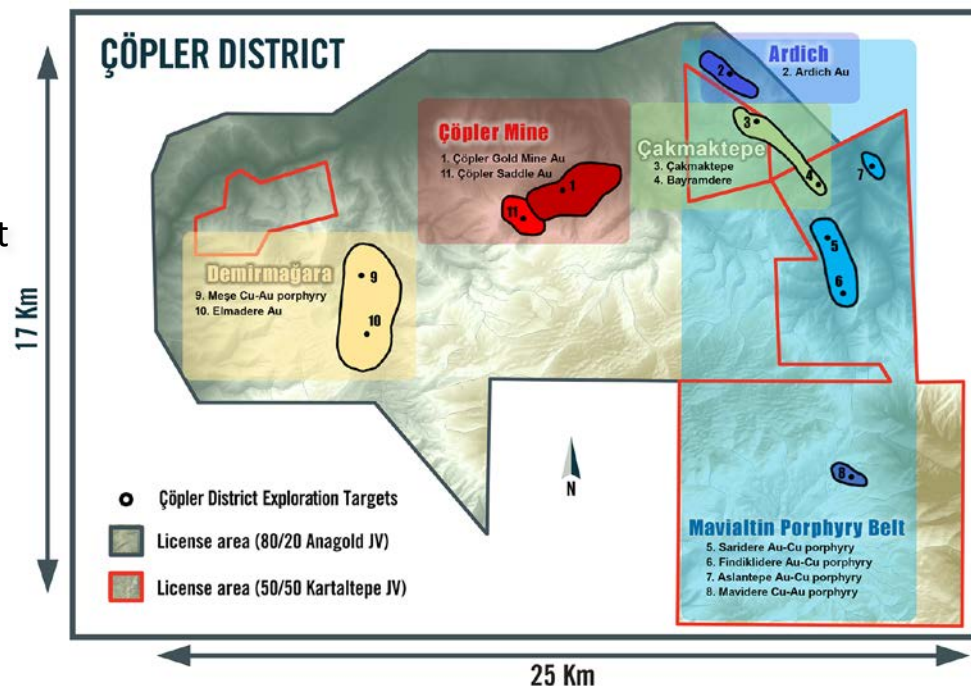 ÇÖPLER DISTRICT
Ardich
2. Ardich Au
2
Çöpler Mine
1. Çöpler Gold Mine Au
11. Çöpler Saddle Au
1
11
3
Çakmaktepe
3. Çakmaktepe
4. Bayramdere
4
7
t
Demirmağara
9. Meşe Cu-Au porphyry
10. Elmadere Au
9
10
5
6
17 Km
N
8
Mavialtin Porphyry Belt
5. Saridere Au-Cu porphyry
6. Findiklidere Au-Cu porphyry
7. Aslantepe Au-Cu porphyry
8. Mavidere Cu-Au porphyry
Çöpler District Exploration Targets
License area (80/20 Anagold JV)
License area (50/50 Kartaltepe JV)
25 Km